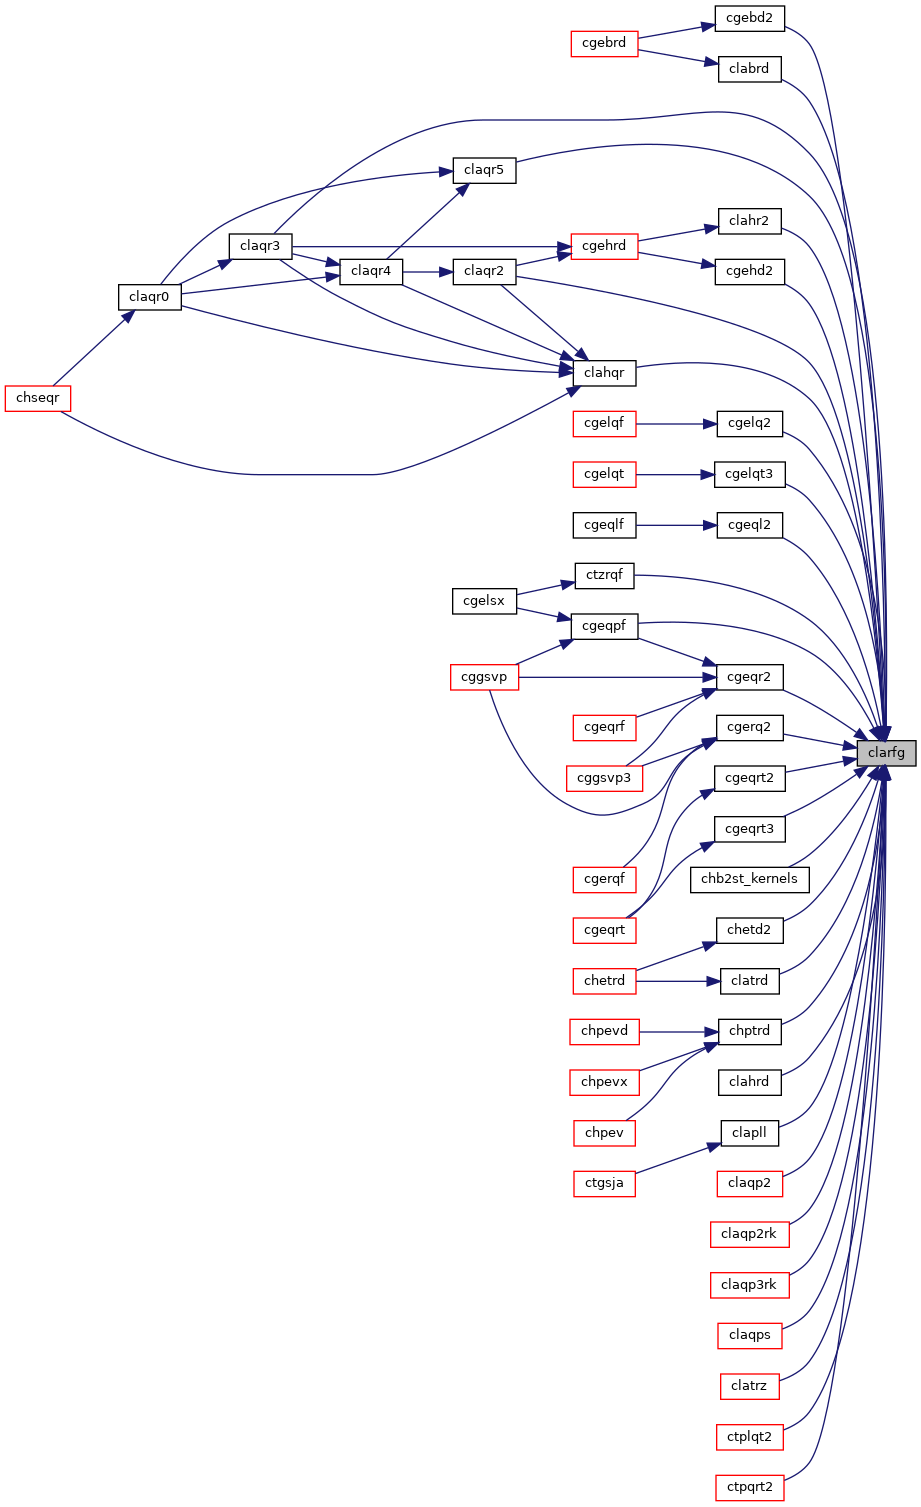 cgebd2
cgebrd
clabrd
claqr5
clahr2
claqr3
cgehrd
claqr4
claqr2
cgehd2
claqr0
clahqr
chseqr
cgelqf
cgelq2
cgelqt
cgelqt3
cgeqlf
cgeql2
ctzrqf
cgelsx
cgeqpf
cggsvp
cgeqr2
cgeqrf
cgerq2
clarfg
cggsvp3
cgeqrt2
cgeqrt3
cgerqf
chb2st_kernels
cgeqrt
chetd2
chetrd
clatrd
chpevd
chptrd
chpevx
clahrd
chpev
clapll
ctgsja
claqp2
claqp2rk
claqp3rk
claqps
clatrz
ctplqt2
ctpqrt2